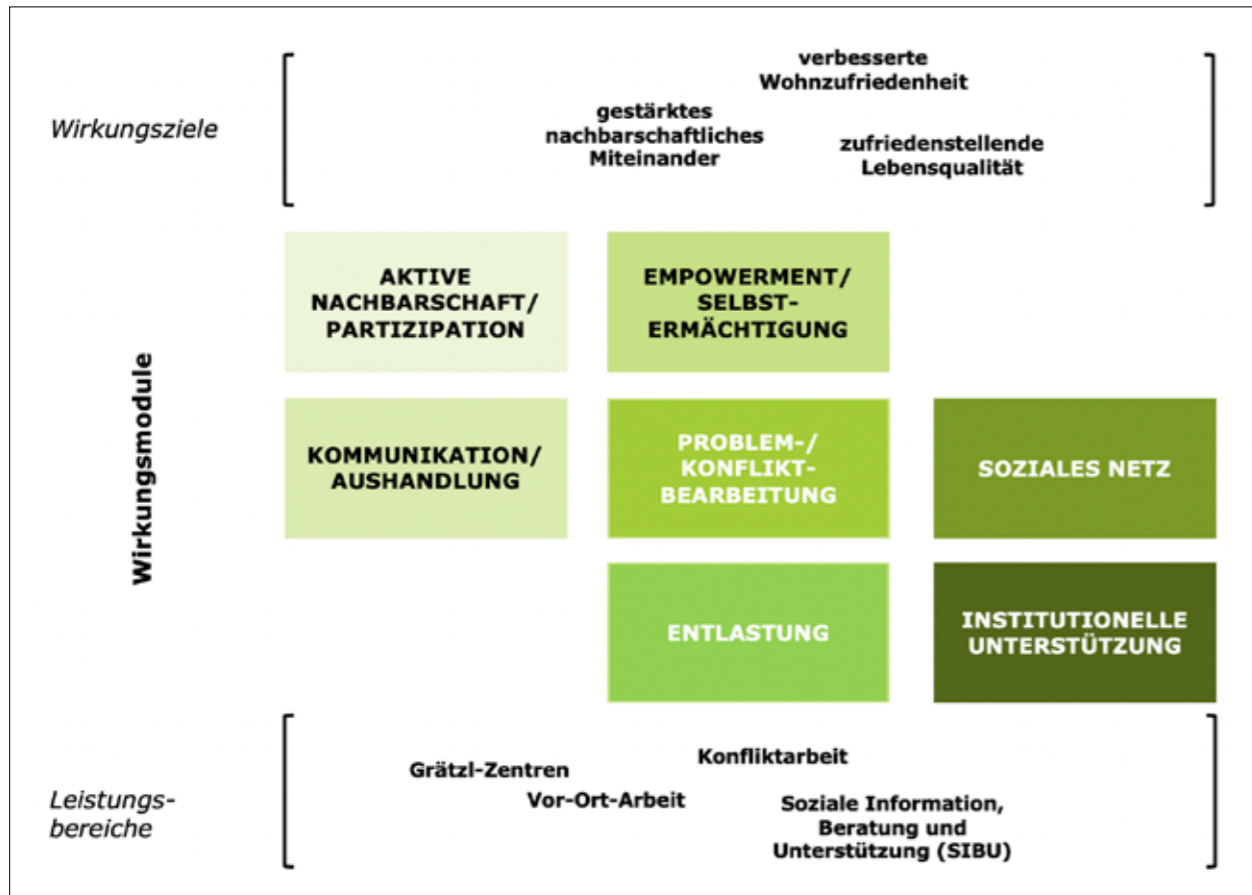 Wirkungsziele
verbesserte
Wohnzufriedenheit
gestärktes
nachbarschaftliches
Miteinander
zufriedenstellende
Lebensqualität
Wirkungsmodule
AKTIVE
NACHBARSCHAFT/
PARTIZIPATION
EMPOWERMENT/
SELBST-
ERMÄCHTIGUNG
KOMMUNIKATION/
AUSHANDLUNG
PROBLEM-/
KONFLIKT-
BEARBEITUNG
SOZIALES NETZ
ENTLASTUNG
INSTITUTIONELLE
UNTERSTÜTZUNG
Leistungs-
bereiche
Grätzl-Zentren
Konfliktarbeit
Vor-Ort-Arbeit
Soziale Information,
Beratung und
Unterstützung (SIBU)